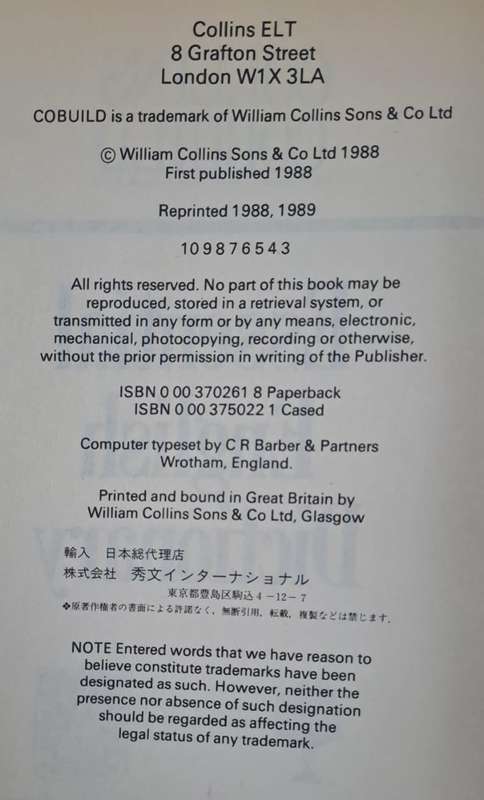 Collins ELT
8 Grafton Street
London W1X 3LA
COBUILD is a trademark of William Collins Sons & Co Ltd
© William Collins Sons & Co Ltd 1988
First published 1988
Reprinted 1988, 1989
10 9 8 7 6 5 4 3
All rights reserved. No part of this book may be
reproduced, stored in a retrieval system, or
transmitted in any form or by any means, electronic,
mechanical, photocopying, recording or otherwise,
without the prior permission in writing of the Publisher.
ISBN 0 00 370261 8 Paperback
ISBN 0 00 375022 1 Cased
Computer typeset by C R Barber & Partners
Wrotham, England.
Printed and bound in Great Britain by
William Collins Sons & Co Ltd, Glasgow
輸入 日本総代理店
株式会社 秀文インターナショナル
東京都豊島区駒込4-12-7
❖原著作権者の書面による許諾なく、無断引用、転載、複製などは禁じます.
NOTE Entered words that we have reason to
believe constitute trademarks have been
designated as such. However, neither the
presence nor absence of such designation
should be regarded as affecting the
legal status of any trademark.